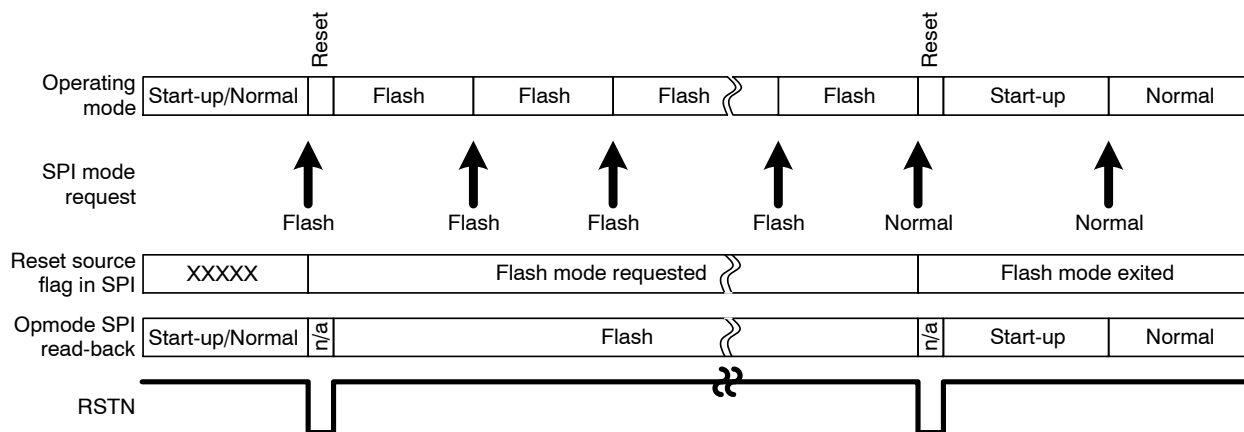 Reset Reset
Operating
mode
Start-up/Normal Flash Flash Flash Flash Start-up Normal
SPI mode
request
Flash Flash Flash Flash Normal Normal
Reset source
flag in SPI
XXXXX Flash mode requested Flash mode exited
Opmode SPI
read-back
Start-up/Normal n/a Flash n/a Start-up Normal
RSTN